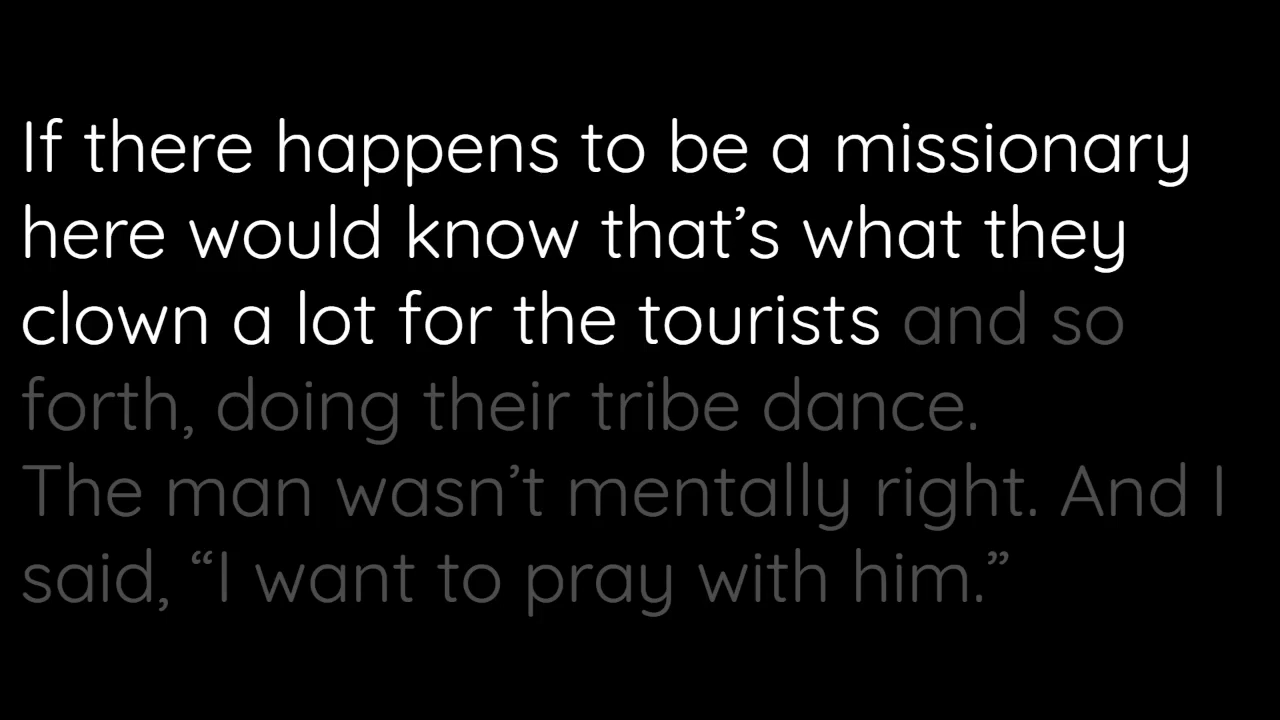 If there happens to be a missionary
here would know that’s what they
clown a lot for the tourists and so
forth, doing their tribe dance.
The man wasn’t mentally right. And I
said, “I want to pray with him.”